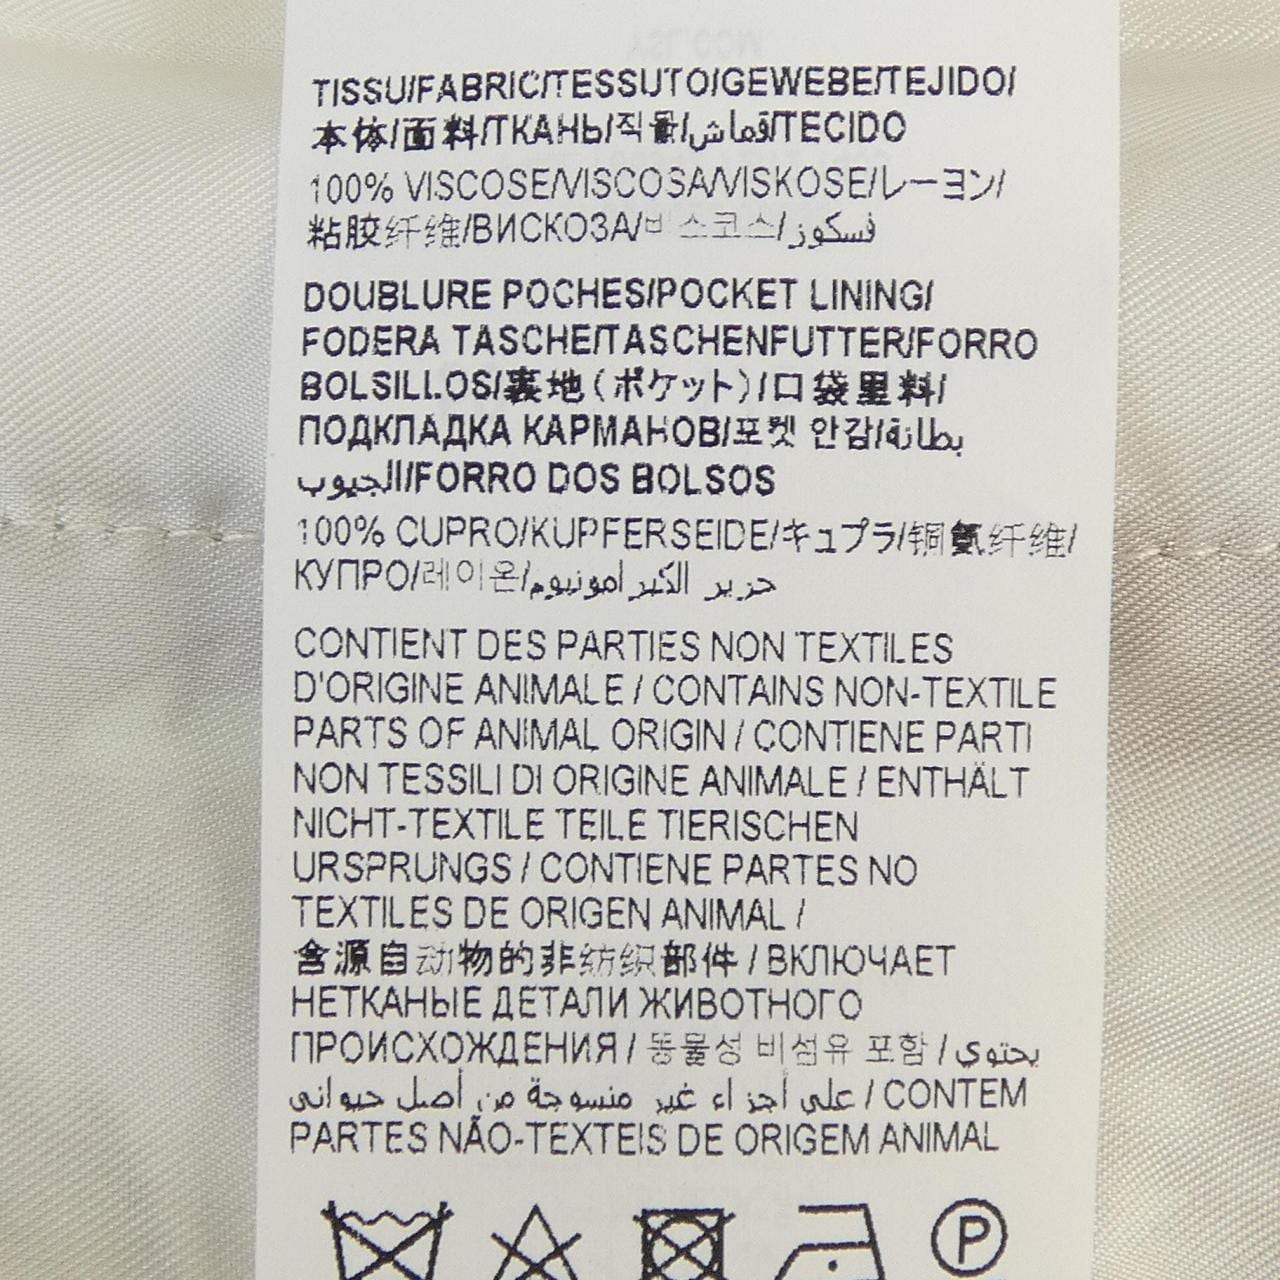 TISSU/FABRIC/TESSUTO/GEWEBE/TEJIDO/
本体/面料/ТКАНЬ/직물/قماش/TECIDO
100% VISCOSE/VISCOSA/VISKOSE/レーヨン/
粘胶纤维/ВИСКОЗА/비스코스/فسكوز
DOUBLURE POCHES/POCKET LINING/
FODERA TASCHE/TASCHENFUTTER/FORRO
BOLSILLOS/裏地(ポケット)/口袋里料/
ПОДКЛАДКА КАРМАНОВ/포켓 안감/بطانة
الجيوب/FORRO DOS BOLSOS
100% CUPRO/KUPFERSEIDE/キュプラ/铜氨纤维/
КУПРО/레이온/حرير الكبر امونيوم
CONTIENT DES PARTIES NON TEXTILES
D'ORIGINE ANIMALE / CONTAINS NON-TEXTILE
PARTS OF ANIMAL ORIGIN / CONTIENE PARTI
NON TESSILI DI ORIGINE ANIMALE / ENTHÄLT
NICHT-TEXTILE TEILE TIERISCHEN
URSPRUNGS / CONTIENE PARTES NO
TEXTILES DE ORIGEN ANIMAL /
含源自动物的非纺织部件 / ВКЛЮЧАЕТ
НЕТКАНЫЕ ДЕТАЛИ ЖИВОТНОГО
ПРОИСХОЖДЕНИЯ / 동물성 비섬유 포함 / يحتوي
على أجزاء غير منسوجة من أصل حيواني / CONTEM
PARTES NÃO-TEXTEIS DE ORIGEM ANIMAL
P